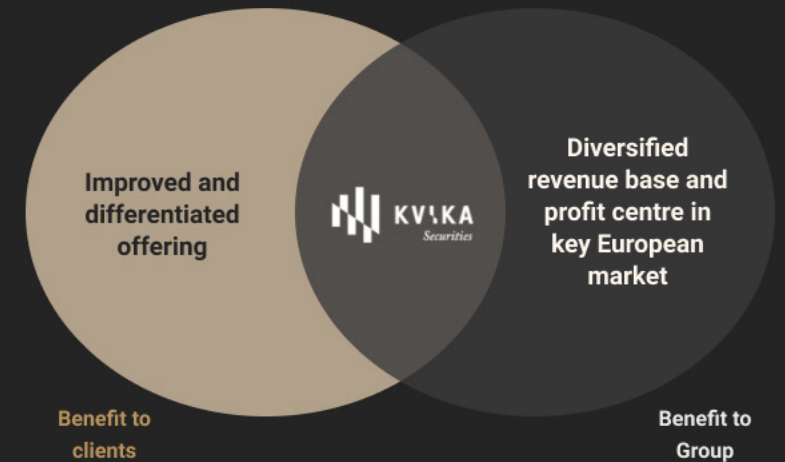 Improved and
differentiated
offering
KVIKA
Securities
Diversified
revenue base and
profit centre in
key European
market
Benefit to
clients
Benefit to
Group